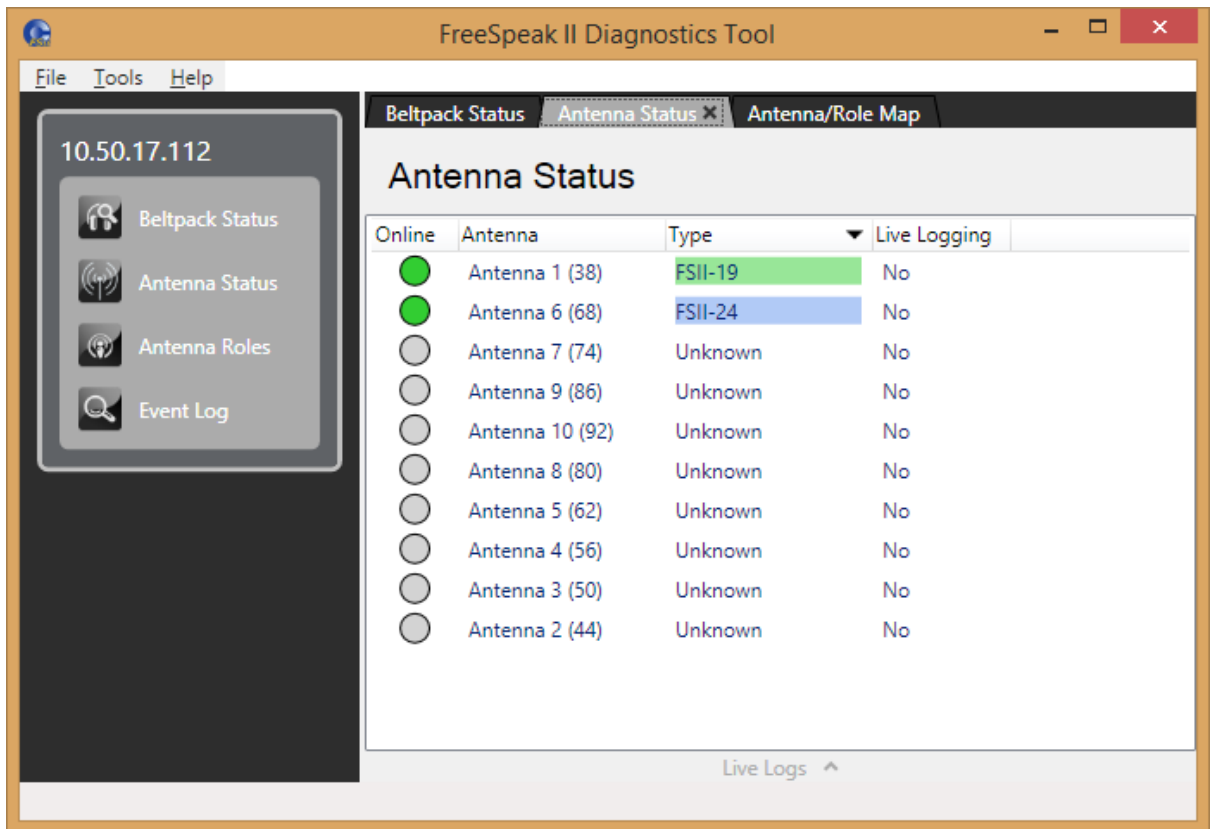 FreeSpeak II Diagnostics Tool
File Tools Help
10.50.17.112
Beltpack Status
Antenna Status
Antenna Roles
Event Log
Beltpack Status Antenna Status Antenna/Role Map
Antenna Status
Online Antenna Type Live Logging
Antenna 1 (38) FSII-19 No
Antenna 6 (68) FSII-24 No
Antenna 7 (74) Unknown No
Antenna 9 (86) Unknown No
Antenna 10 (92) Unknown No
Antenna 8 (80) Unknown No
Antenna 5 (62) Unknown No
Antenna 4 (56) Unknown No
Antenna 3 (50) Unknown No
Antenna 2 (44) Unknown No
Live Logs